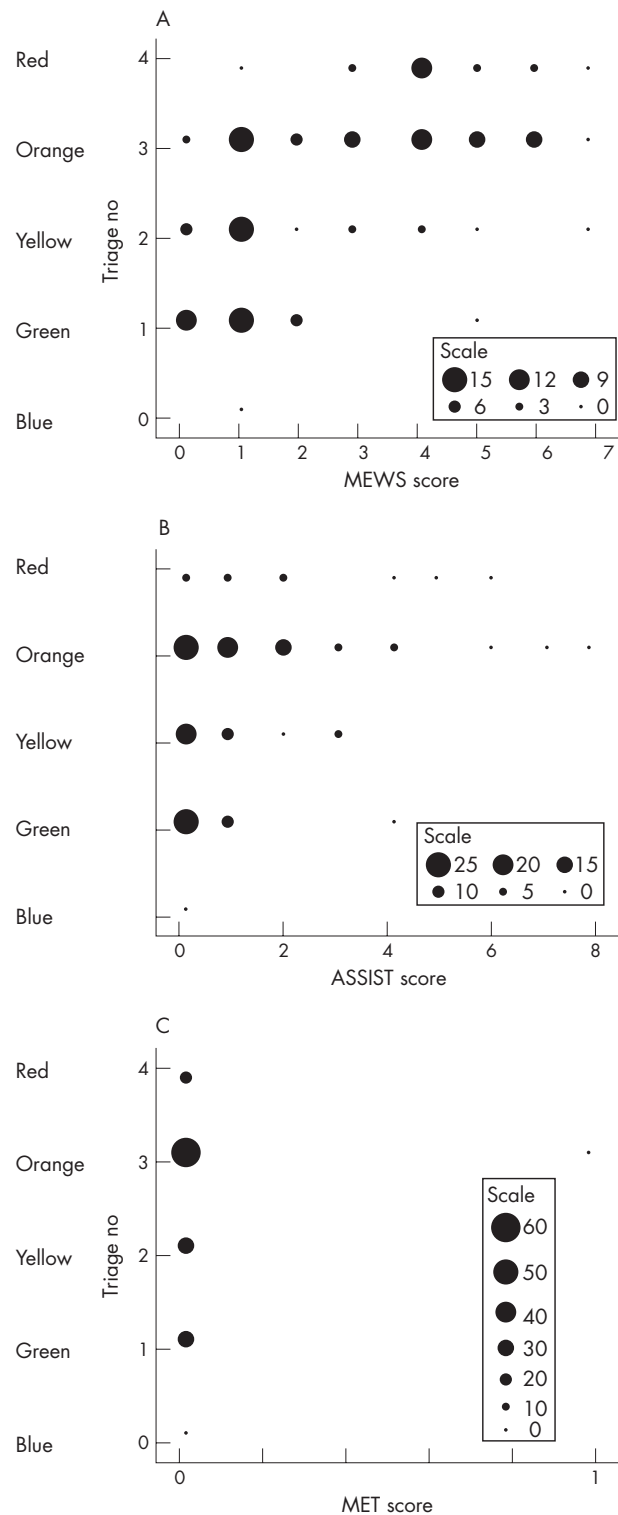 A
Red
4
Orange
3
Yellow
2
Triage no
Green
1
Scale
15 12 9
6 3 0
Blue
0
0 1 2 3 4 5 6 7
MEWS score
B
Red
Orange
Yellow
Green
Scale
25 20 15
10 5 0
Blue
0 2 4 6 8
ASSIST score
C
Red
4
Orange
3
Yellow
2
Triage no
Green
1
Blue
0
Scale
60
50
40
30
20
10
0
0 1
MET score